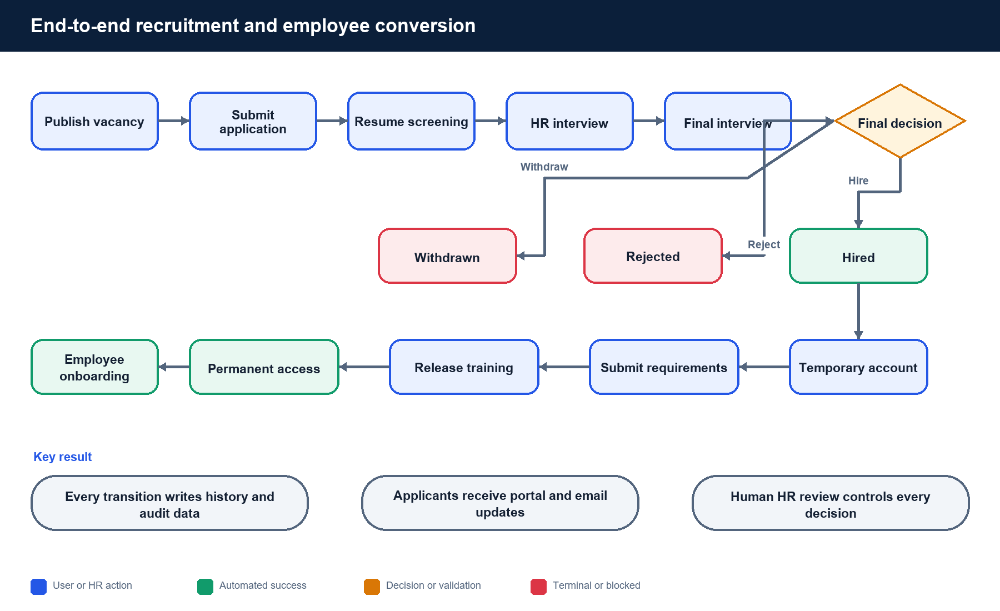 End-to-end recruitment and employee conversion
Publish vacancy
Submit
application
Resume screening
HR interview
Final interview
Final decision
Withdraw
Hire
Withdrawn
Rejected
Reject
Hired
Employee
onboarding
Permanent access
Release training
Submit requirements
Temporary account
Key result
Every transition writes history and
audit data
Applicants receive portal and email
updates
Human HR review controls every
decision
User or HR action
Automated success
Decision or validation
Terminal or blocked